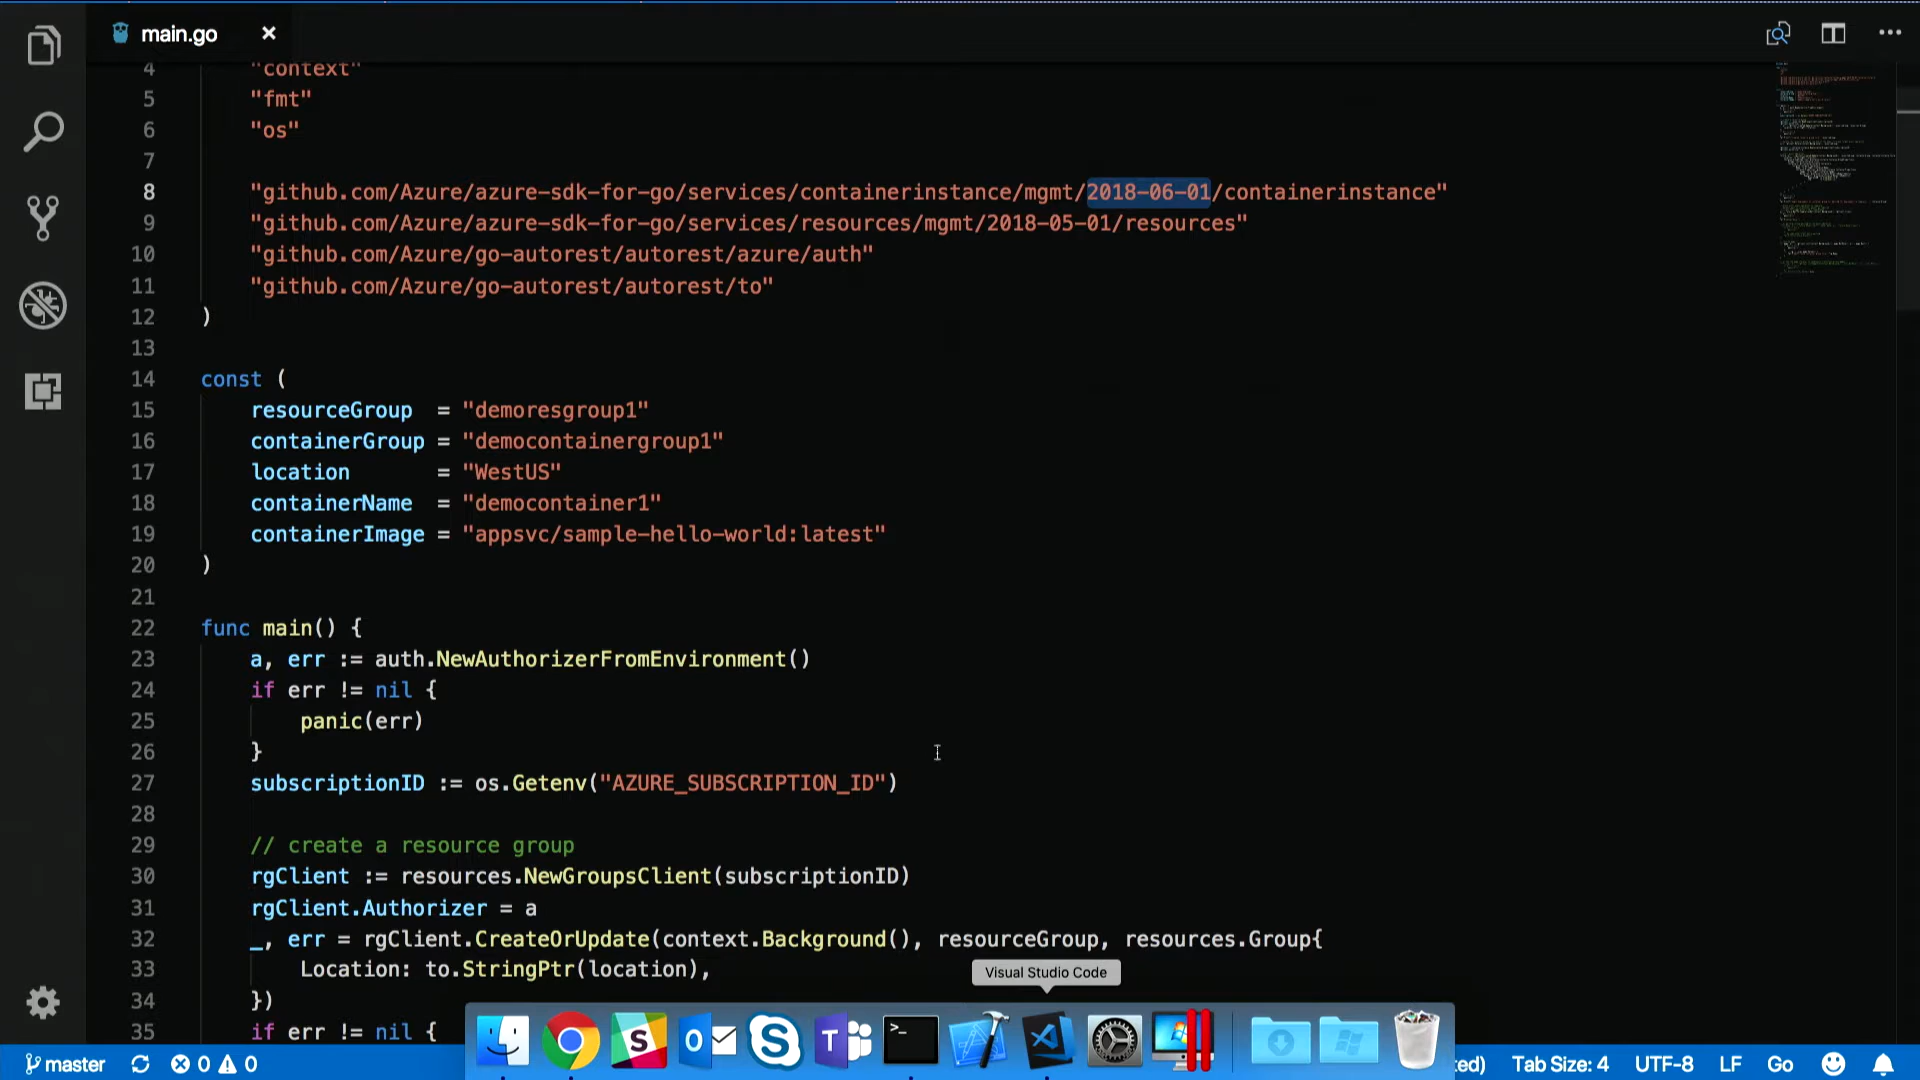 main.go
4 "context"
5 "fmt"
6 "os"
7
8 "github.com/Azure/azure-sdk-for-go/services/containerinstance/mgmt/2018-06-01/containerinstance"
9 "github.com/Azure/azure-sdk-for-go/services/resources/mgmt/2018-05-01/resources"
10 "github.com/Azure/go-autorest/autorest/azure/auth"
11 "github.com/Azure/go-autorest/autorest/to"
12 )
13
14 const (
15 resourceGroup = "demoresgroup1"
16 containerGroup = "democontainergroup1"
17 location = "WestUS"
18 containerName = "democontainer1"
19 containerImage = "appsvc/sample-hello-world:latest"
20 )
21
22 func main() {
23 a, err := auth.NewAuthorizerFromEnvironment()
24 if err != nil {
25 panic(err)
26 }
27 subscriptionID := os.Getenv("AZURE_SUBSCRIPTION_ID")
28
29 // create a resource group
30 rgClient := resources.NewGroupsClient(subscriptionID)
31 rgClient.Authorizer = a
32 _, err = rgClient.CreateOrUpdate(context.Background(), resourceGroup, resources.Group{
33 Location: to.StringPtr(location),
Visual Studio Code
34 })
35 if err != nil {
master 0 0 ed) Tab Size: 4 UTF-8 LF Go